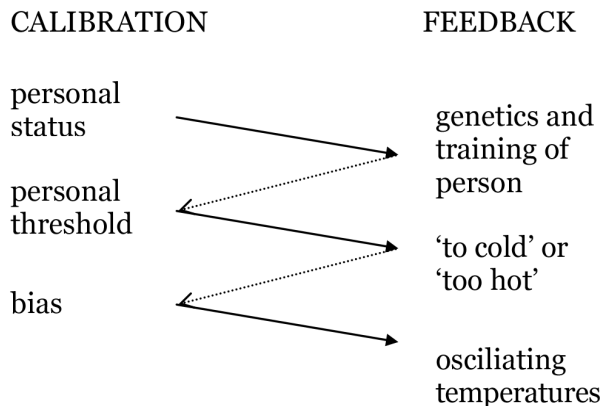 CALIBRATION
FEEDBACK
personal
status
genetics and
training of
person
personal
threshold
‘to cold’ or
‘too hot’
bias
osciliating
temperatures